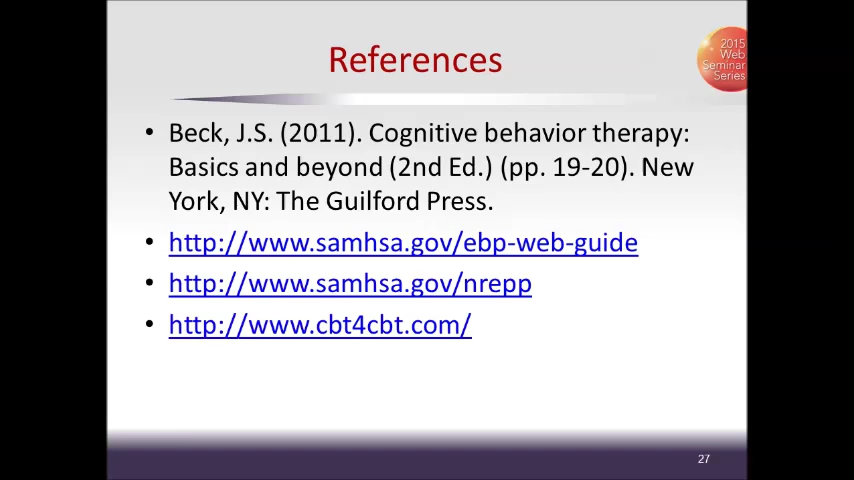 References
2015
Web
Seminar
Series
• Beck, J.S. (2011). Cognitive behavior therapy:
Basics and beyond (2nd Ed.) (pp. 19-20). New
York, NY: The Guilford Press.
• http://www.samhsa.gov/ebp-web-guide
• http://www.samhsa.gov/nrepp
• http://www.cbt4cbt.com/
27